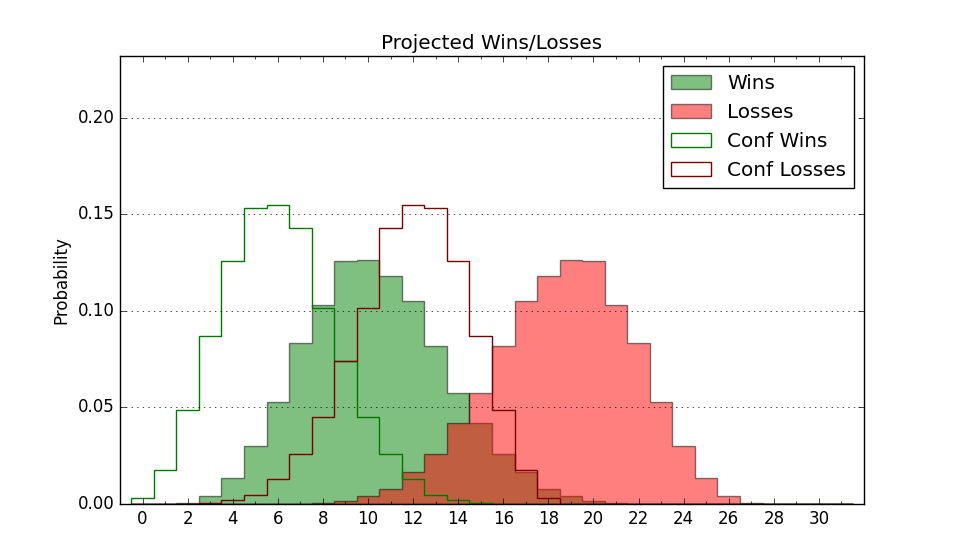 Projected Wins/Losses
Wins
Losses
Conf Wins
Conf Losses
Probability
0.20
0.15
0.10
0.05
0.00
0 2 4 6 8 10 12 14 16 18 20 22 24 26 28 30